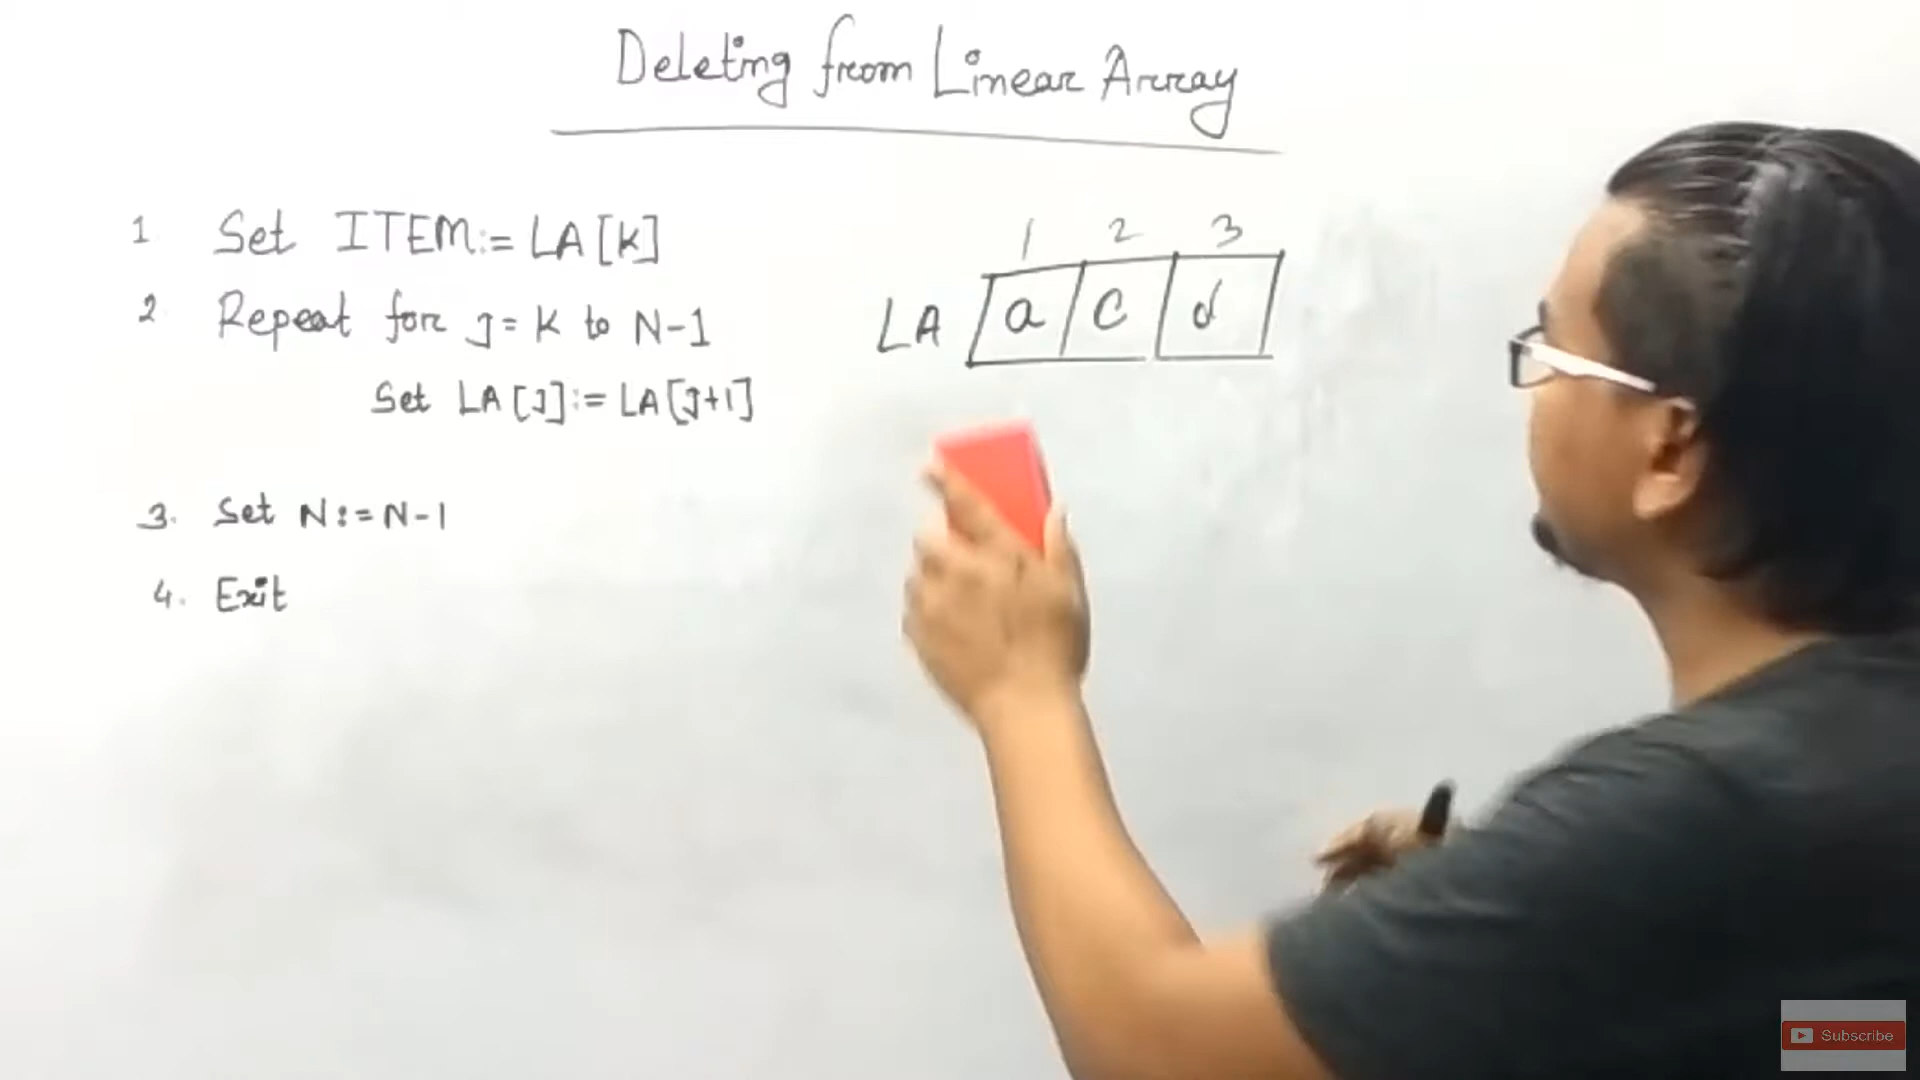 Deleting from Linear Array
1. Set ITEM:= LA[K]
2 Repeat for J = K to N-1
Set LA[J]:= LA[J+1]
3. Set N:= N-1
4. Exit
1 2 3
LA a c d
Subscribe